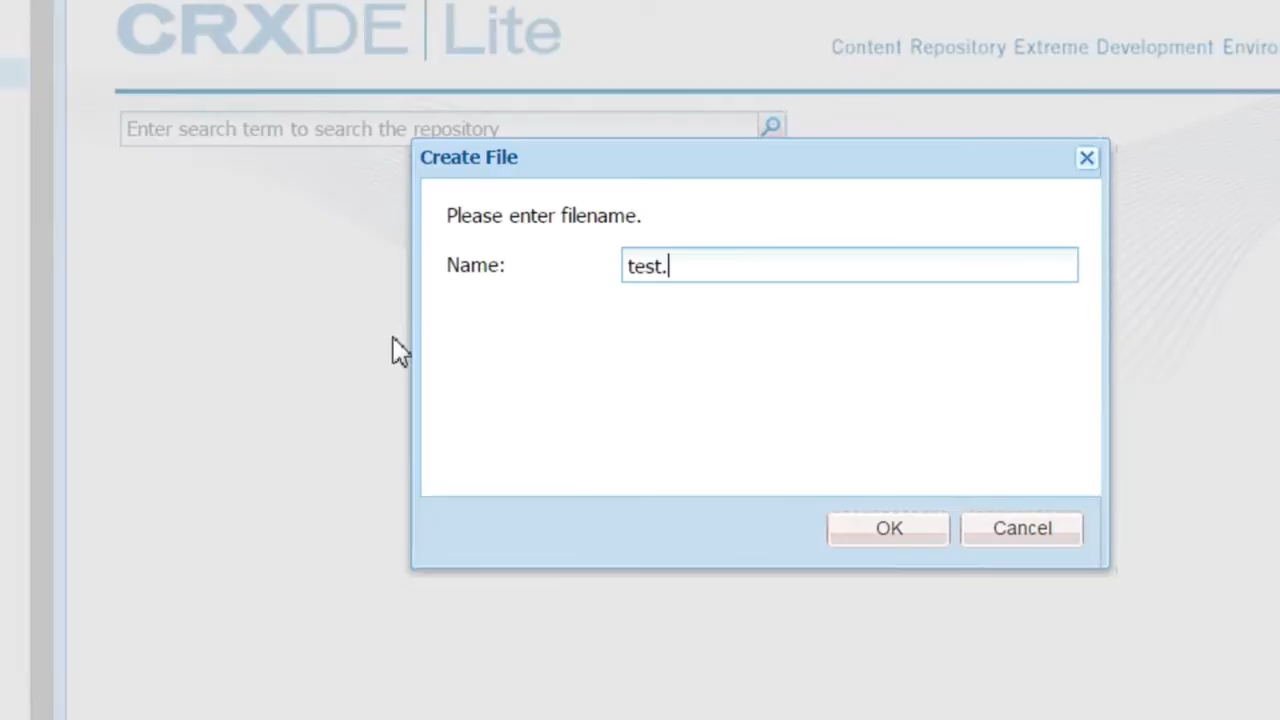 CRXDE | Lite
Content Repository Extreme Development Enviro
Enter search term to search the repository
Create File
Please enter filename.
Name:
test.
OK
Cancel